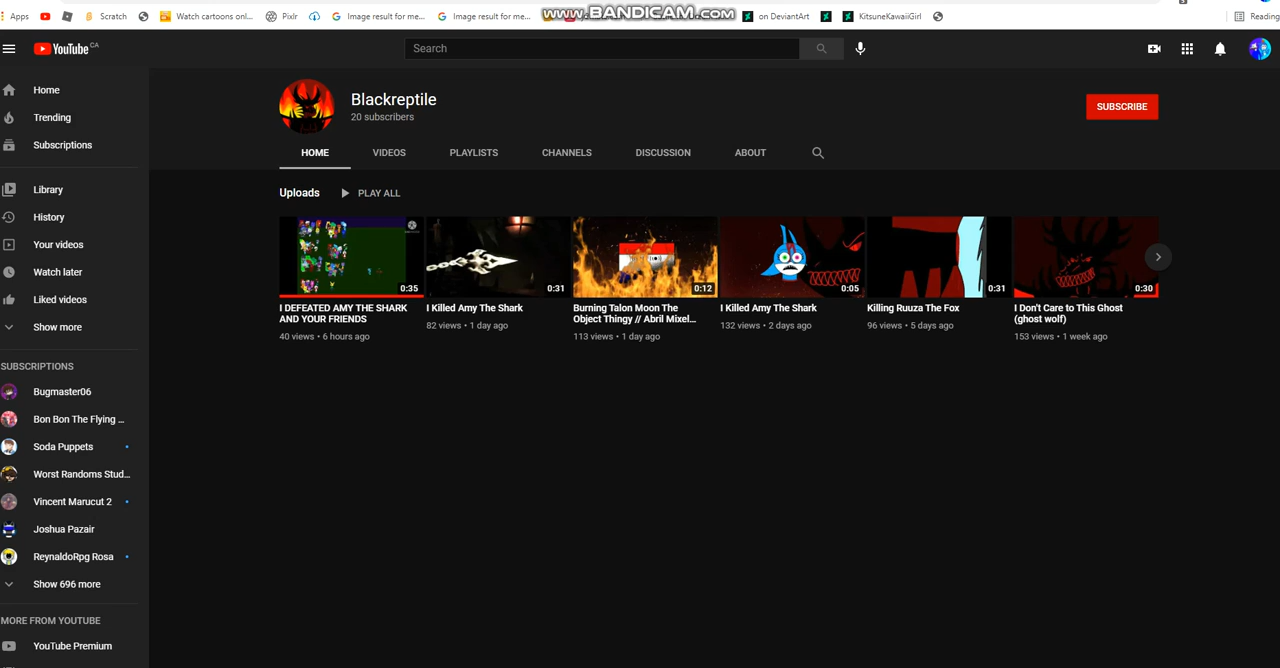 Apps
Scratch
Watch cartoons onl...
Pixlr
Image result for me...
Image result for me...
www.BANDICAM.com
on DeviantArt
KitsuneKawaiiGirl
Reading
YouTube CA
Search
Home
Trending
Subscriptions
Library
History
Your videos
Watch later
Liked videos
Show more
SUBSCRIPTIONS
Bugmaster06
Bon Bon The Flying ...
Soda Puppets
Worst Randoms Stud...
Vincent Marucut 2
Joshua Pazair
ReynaldoRpg Rosa
Show 696 more
MORE FROM YOUTUBE
YouTube Premium
Blackreptile
20 subscribers
SUBSCRIBE
HOME VIDEOS PLAYLISTS CHANNELS DISCUSSION ABOUT
Uploads PLAY ALL
0:35
I DEFEATED AMY THE SHARK
AND YOUR FRIENDS
40 views • 6 hours ago
0:31
I Killed Amy The Shark
82 views • 1 day ago
0:12
Burning Talon Moon The
Object Thingy // Abril Mixel...
113 views • 1 day ago
0:05
I Killed Amy The Shark
132 views • 2 days ago
0:31
Killing Ruuza The Fox
96 views • 5 days ago
0:30
I Don't Care to This Ghost
(ghost wolf)
153 views • 1 week ago